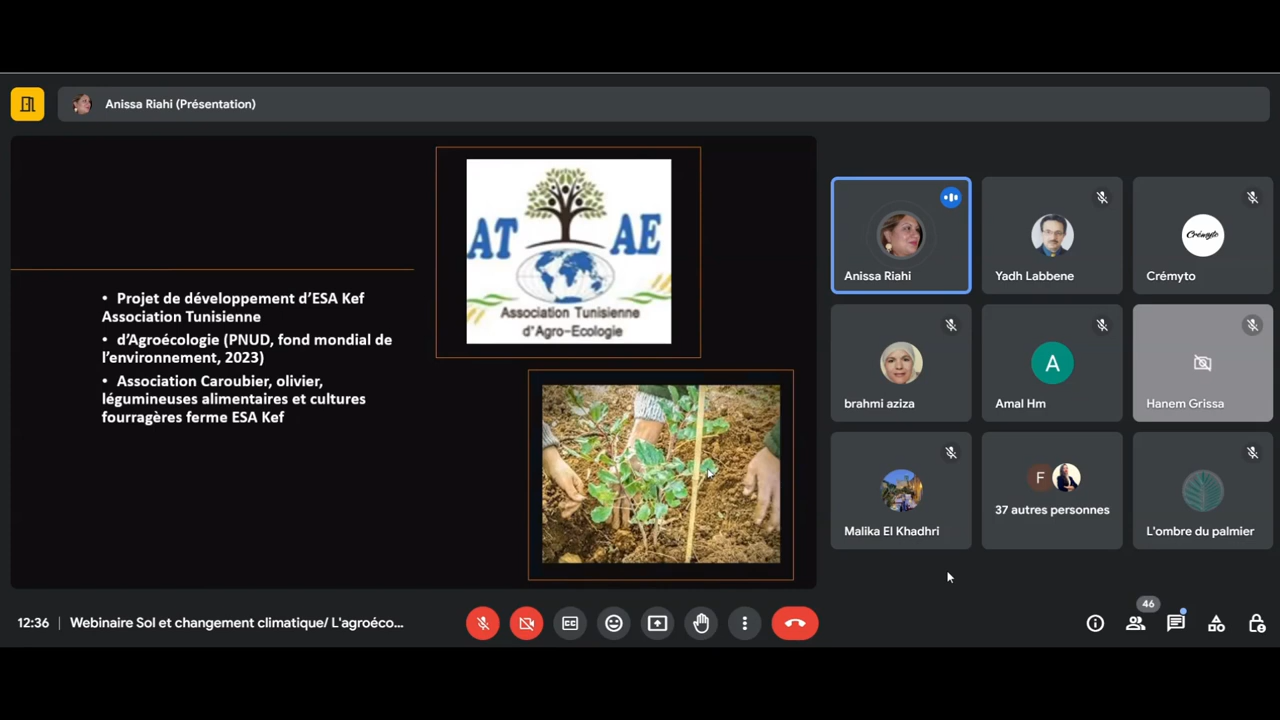 Anissa Riahi (Présentation)
• Projet de développement d'ESA Kef
Association Tunisienne
• d'Agroécologie (PNUD, fond mondial de
l'environnement, 2023)
• Association Caroubier, olivier,
légumineuses alimentaires et cultures
fourragères ferme ESA Kef
AT AE
Association Tunisienne
d'Agro-Ecologie
Anissa Riahi
Yadh Labbene
Crémyto
Crémyto
brahmi aziza
A
Amal Hm
Hanem Grissa
Malika El Khadhri
F
37 autres personnes
L'ombre du palmier
12:36 | Webinaire Sol et changement climatique/ L'agroéco...
46